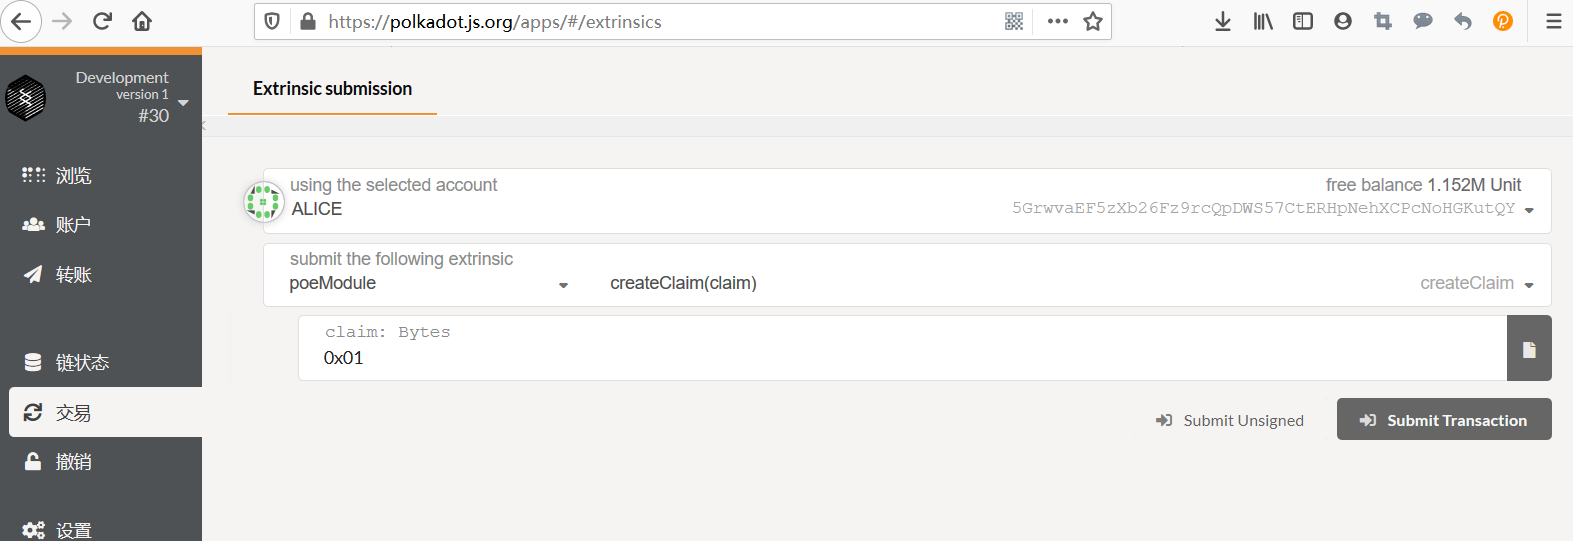 https://polkadot.js.org/apps/#/extrinsics
Development
version 1
#30
浏览
账户
转账
链状态
交易
撤销
设置
Extrinsic submission
using the selected account
ALICE
free balance 1.152M Unit
5GrwvaEF5zXb26Fz9rcQpDWS57CtERHpNehXCPcNoHGKutQY
submit the following extrinsic
poeModule
createClaim(claim)
createClaim
claim: Bytes
0x01
Submit Unsigned
Submit Transaction